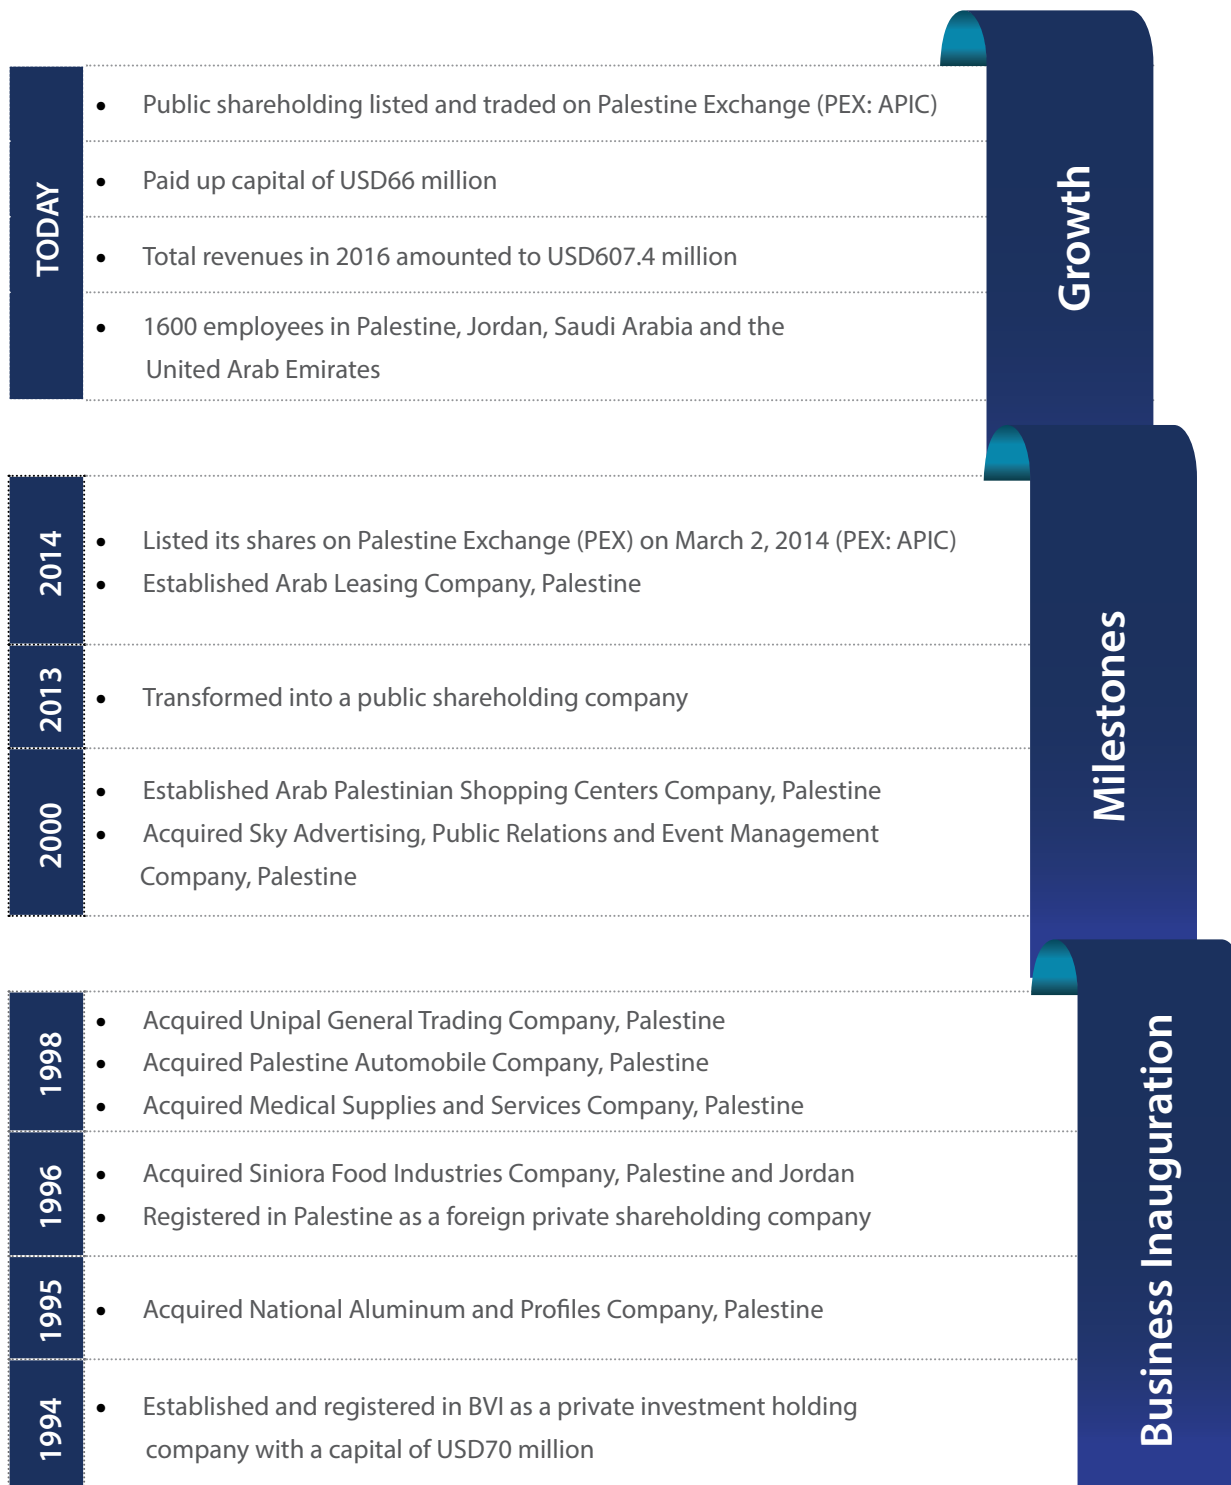 TODAY
• Public shareholding listed and traded on Palestine Exchange (PEX: APIC)
• Paid up capital of USD66 million
• Total revenues in 2016 amounted to USD607.4 million
• 1600 employees in Palestine, Jordan, Saudi Arabia and the
United Arab Emirates
Growth
2014
• Listed its shares on Palestine Exchange (PEX) on March 2, 2014 (PEX: APIC)
• Established Arab Leasing Company, Palestine
2013
• Transformed into a public shareholding company
2000
• Established Arab Palestinian Shopping Centers Company, Palestine
• Acquired Sky Advertising, Public Relations and Event Management
Company, Palestine
Milestones
1998
• Acquired Unipal General Trading Company, Palestine
• Acquired Palestine Automobile Company, Palestine
• Acquired Medical Supplies and Services Company, Palestine
1996
• Acquired Siniora Food Industries Company, Palestine and Jordan
• Registered in Palestine as a foreign private shareholding company
1995
• Acquired National Aluminum and Profiles Company, Palestine
1994
• Established and registered in BVI as a private investment holding
company with a capital of USD70 million
Business Inauguration